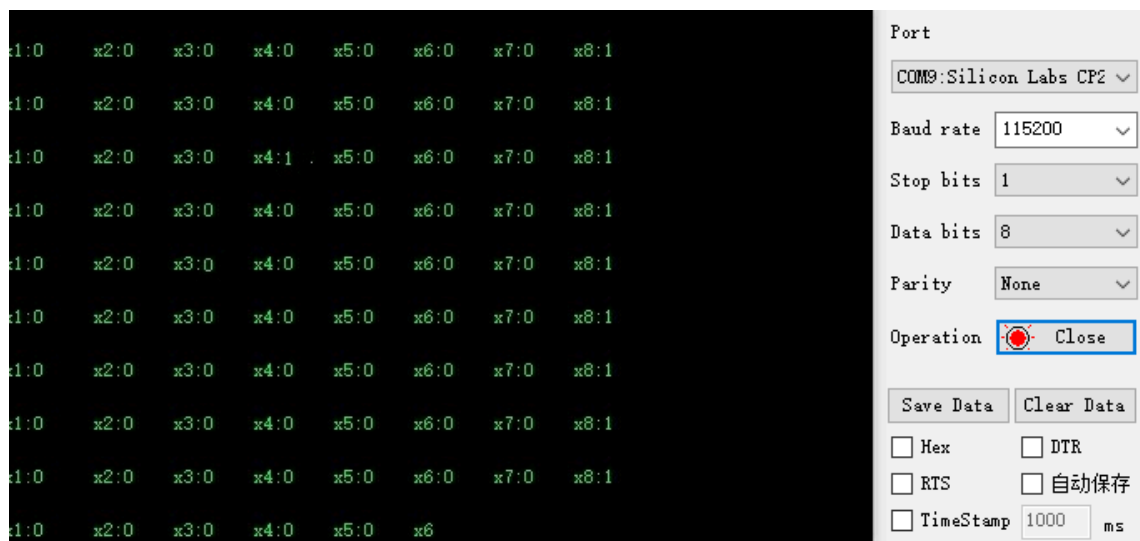 :1:0 x2:0 x3:0 x4:0 x5:0 x6:0 x7:0 x8:1
:1:0 x2:0 x3:0 x4:0 x5:0 x6:0 x7:0 x8:1
:1:0 x2:0 x3:0 x4:1 . x5:0 x6:0 x7:0 x8:1
:1:0 x2:0 x3:0 x4:0 x5:0 x6:0 x7:0 x8:1
:1:0 x2:0 x3:0 x4:0 x5:0 x6:0 x7:0 x8:1
:1:0 x2:0 x3:0 x4:0 x5:0 x6:0 x7:0 x8:1
:1:0 x2:0 x3:0 x4:0 x5:0 x6:0 x7:0 x8:1
:1:0 x2:0 x3:0 x4:0 x5:0 x6:0 x7:0 x8:1
:1:0 x2:0 x3:0 x4:0 x5:0 x6:0 x7:0 x8:1
:1:0 x2:0 x3:0 x4:0 x5:0 x6
Port
COM9:Silicon Labs CP2
Baud rate 115200
Stop bits 1
Data bits 8
Parity None
Operation Close
Save Data Clear Data
Hex DTR
RTS 自动保存
TimeStamp 1000 ms